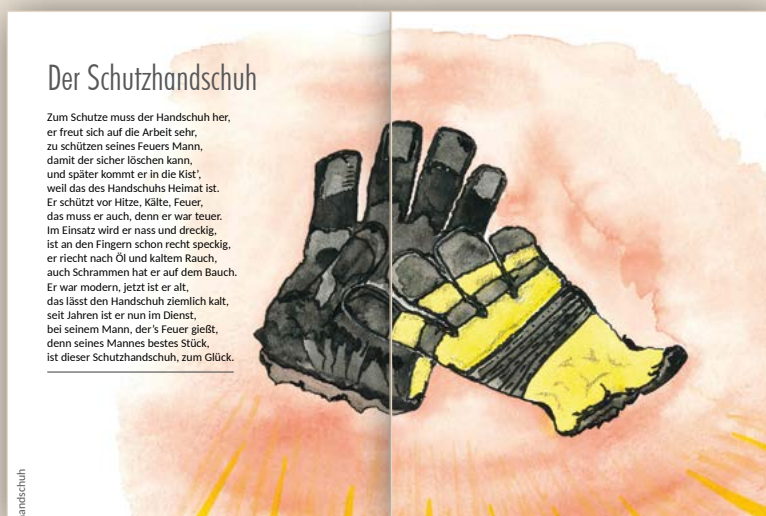 Der Schutzhandschuh
Zum Schutze muss der Handschuh her,
er freut sich auf die Arbeit sehr,
zu schützen seines Feuers Mann,
damit der sicher löschen kann,
und später kommt er in die Kist’,
weil das des Handschuhs Heimat ist.
Er schützt vor Hitze, Kälte, Feuer,
das muss er auch, denn er war teuer.
Im Einsatz wird er nass und dreckig,
ist an den Fingern schon recht speckig,
er riecht nach Öl und kaltem Rauch,
auch Schrammen hat er auf dem Bauch.
Er war modern, jetzt ist er alt,
das lässt den Handschuh ziemlich kalt,
seit Jahren ist er nun im Dienst,
bei seinem Mann, der’s Feuer gießt,
denn seines Mannes bestes Stück,
ist dieser Schutzhandschuh, zum Glück.
andschuh